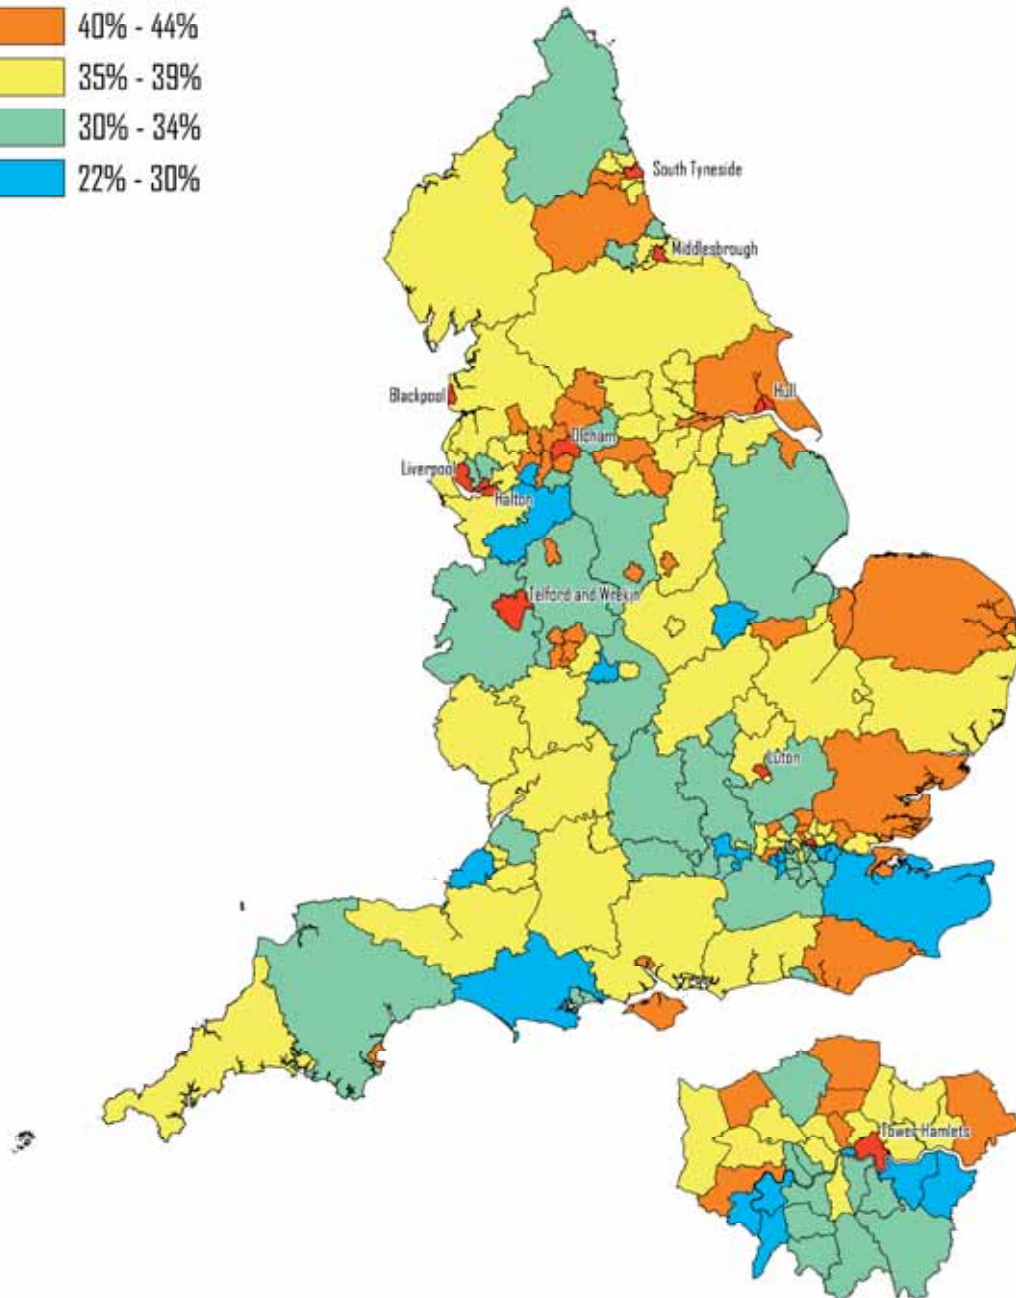 40% - 44%
35% - 39%
30% - 34%
22% - 30%
South Tyneside
Middlesbrough
Blackpool
Hull
Oldham
Liverpool
Halton
Telford and Wrekin
Luton
Tower Hamlets